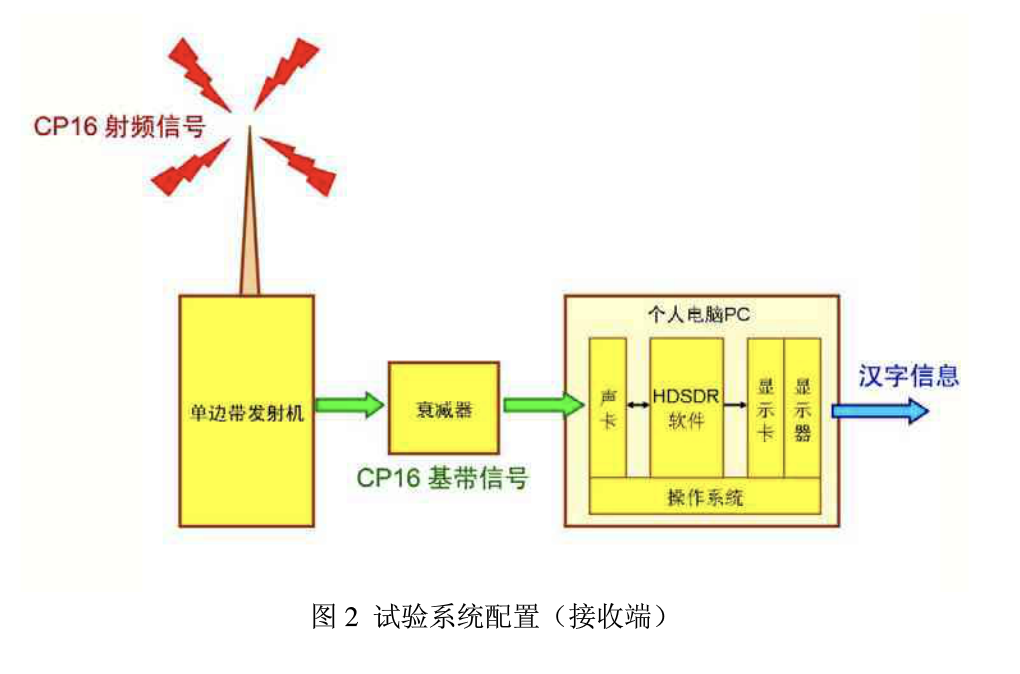 CP16 射频信号
个人电脑PC
单边带发射机
衰减器
声卡
HDSDR
软件
显示卡
显示器
汉字信息
CP16 基带信号
操作系统
图 2 试验系统配置（接收端）